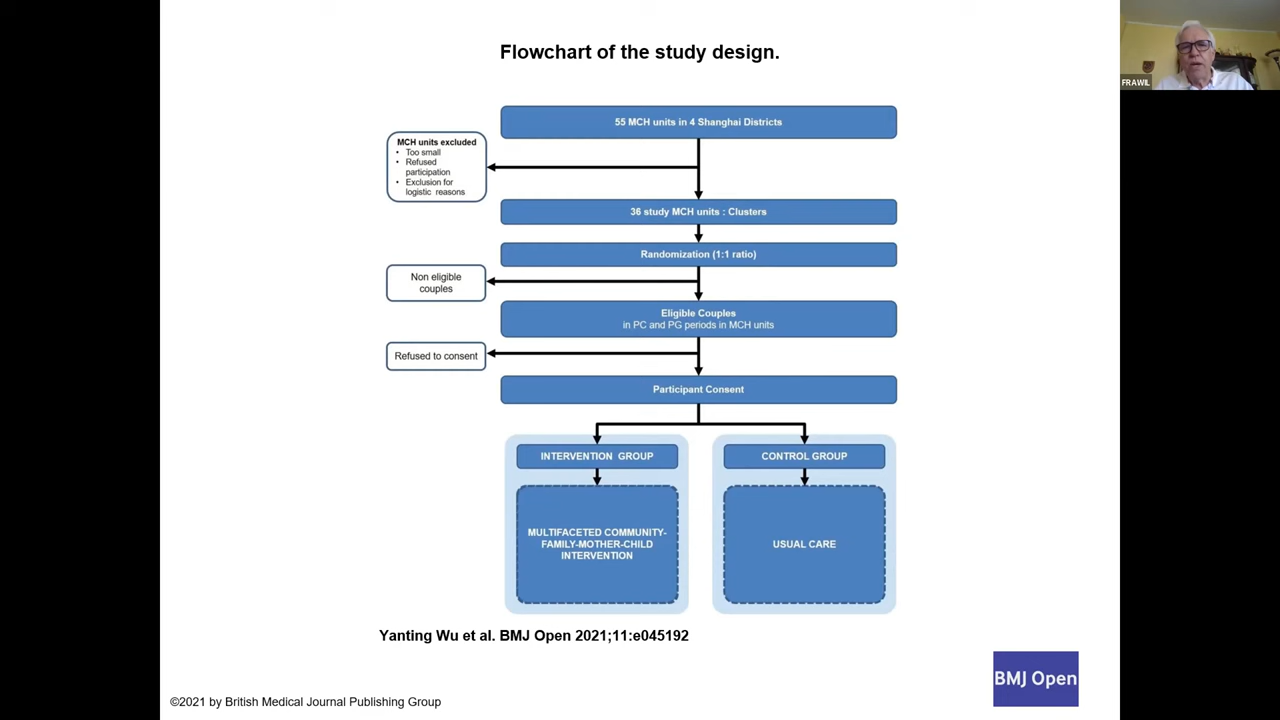 Flowchart of the study design.
FRAWIL
55 MCH units in 4 Shanghai Districts
MCH units excluded
• Too small
• Refused
participation
• Exclusion for
logistic reasons
36 study MCH units : Clusters
Randomization (1:1 ratio)
Non eligible
couples
Eligible Couples
in PC and PG periods in MCH units
Refused to consent
Participant Consent
INTERVENTION GROUP
CONTROL GROUP
MULTIFACETED COMMUNITY-
FAMILY-MOTHER-CHILD
INTERVENTION
USUAL CARE
Yanting Wu et al. BMJ Open 2021;11:e045192
BMJ Open
©2021 by British Medical Journal Publishing Group